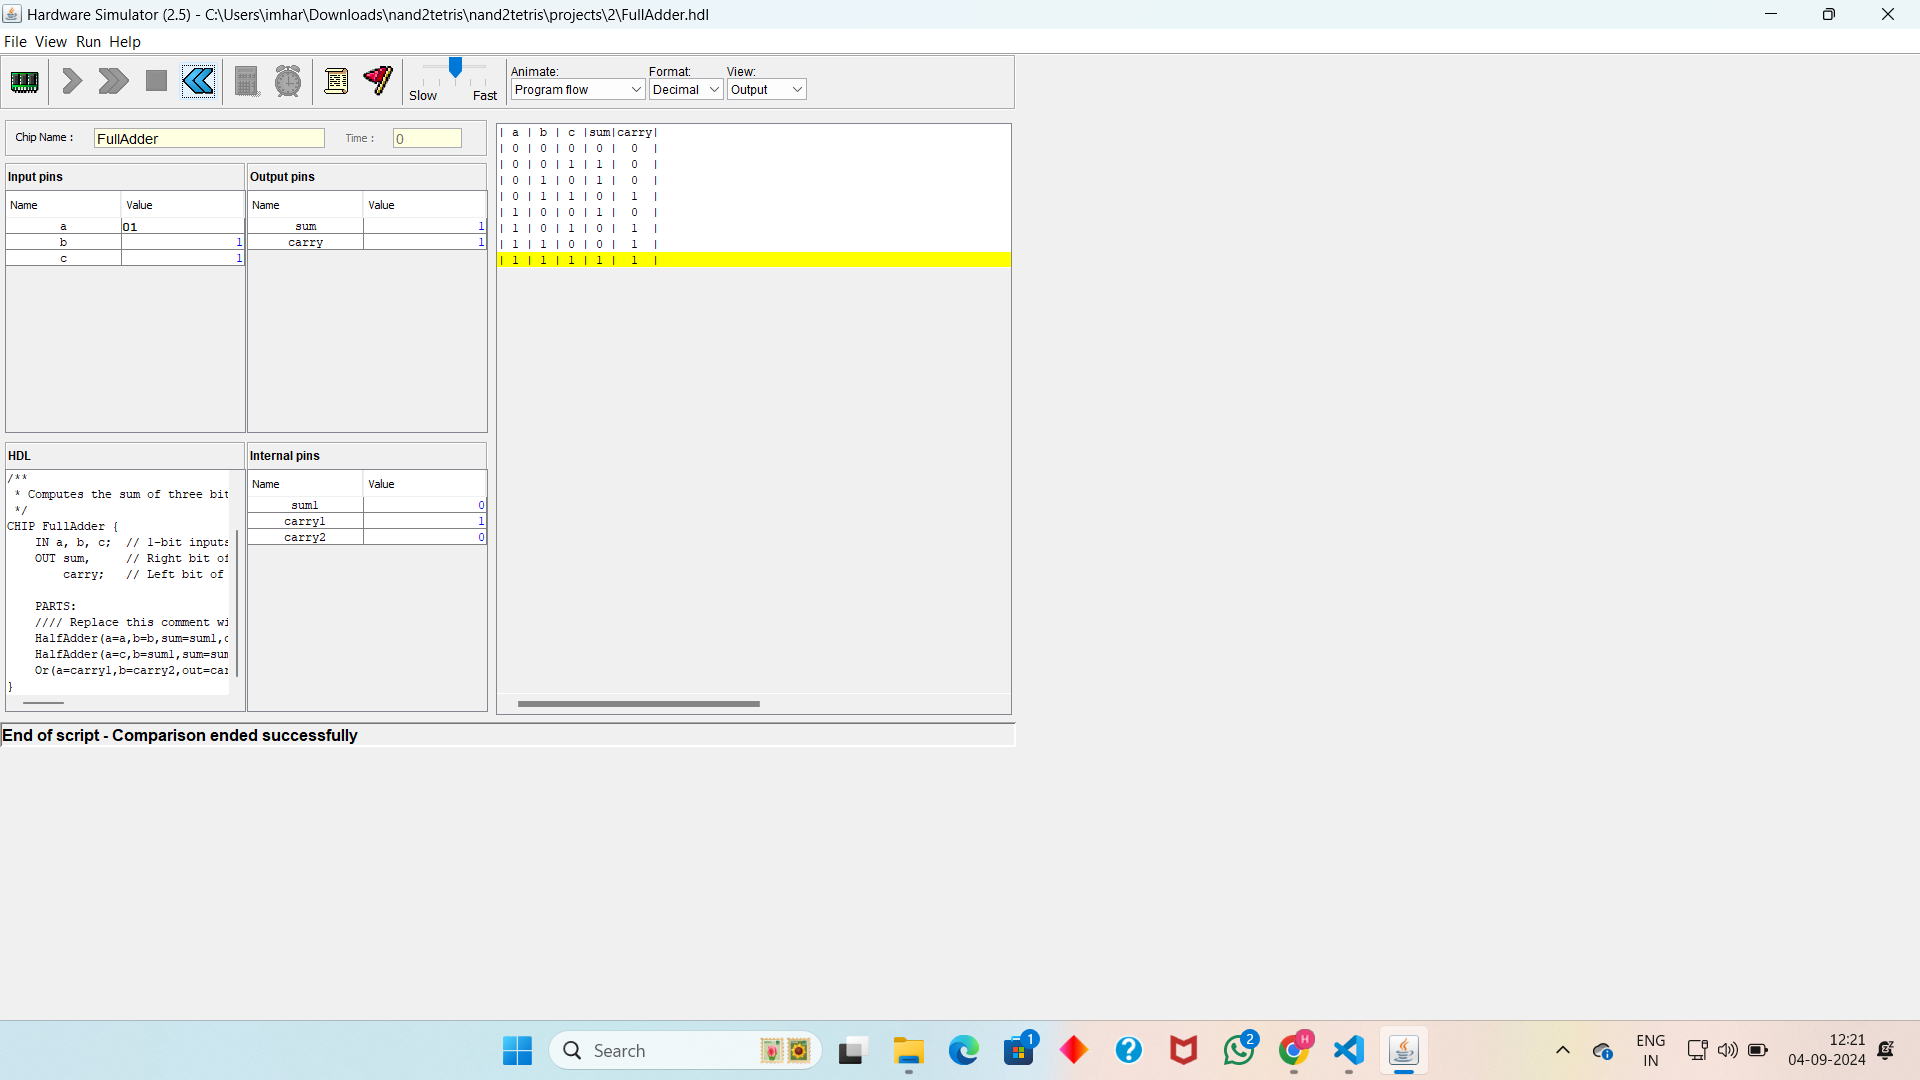 Hardware Simulator (2.5) - C:\Users\imhar\Downloads\nand2tetris\nand2tetris\projects\2\FullAdder.hdl
File View Run Help
Slow Fast
Animate: Format: View:
Program flow Decimal Output
Chip Name : FullAdder Time : 0
Input pins
Name Value
a 01
b 1
c 1
Output pins
Name Value
sum 1
carry 1
| a | b | c |sum|carry|
| 0 | 0 | 0 | 0 | 0 |
| 0 | 0 | 1 | 1 | 0 |
| 0 | 1 | 0 | 1 | 0 |
| 0 | 1 | 1 | 0 | 1 |
| 1 | 0 | 0 | 1 | 0 |
| 1 | 0 | 1 | 0 | 1 |
| 1 | 1 | 0 | 0 | 1 |
| 1 | 1 | 1 | 1 | 1 |
HDL
/**
* Computes the sum of three bit
*/
CHIP FullAdder {
IN a, b, c; // 1-bit inputs
OUT sum, // Right bit of
carry; // Left bit of
PARTS:
//// Replace this comment wi
HalfAdder(a=a,b=b,sum=sum1,c
HalfAdder(a=c,b=sum1,sum=sum
Or(a=carry1,b=carry2,out=car
}
Internal pins
Name Value
sum1 0
carry1 1
carry2 0
End of script - Comparison ended successfully
Search
1
2
H
ENG
IN
12:21
04-09-2024